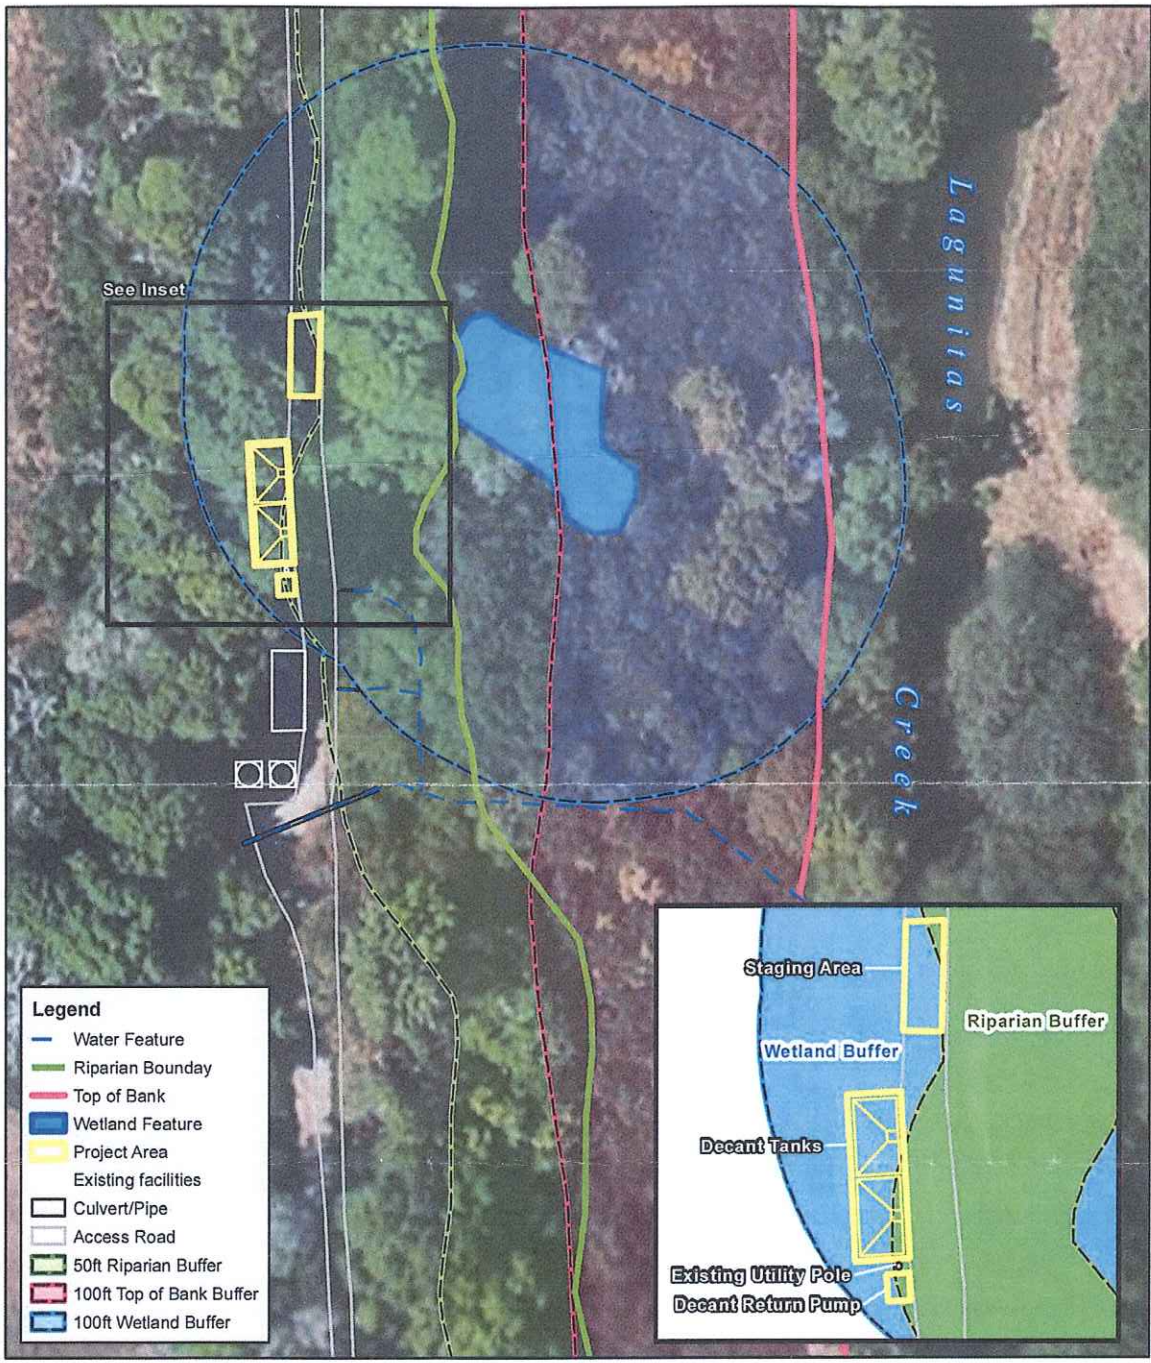 See Inset
Lagunitas
Creek
Legend
Water Feature
Riparian Bounday
Top of Bank
Wetland Feature
Project Area
Existing facilities
Culvert/Pipe
Access Road
50ft Riparian Buffer
100ft Top of Bank Buffer
100ft Wetland Buffer
Staging Area
Riparian Buffer
Wetland Buffer
Decant Tanks
Existing Utility Pole
Decant Return Pump